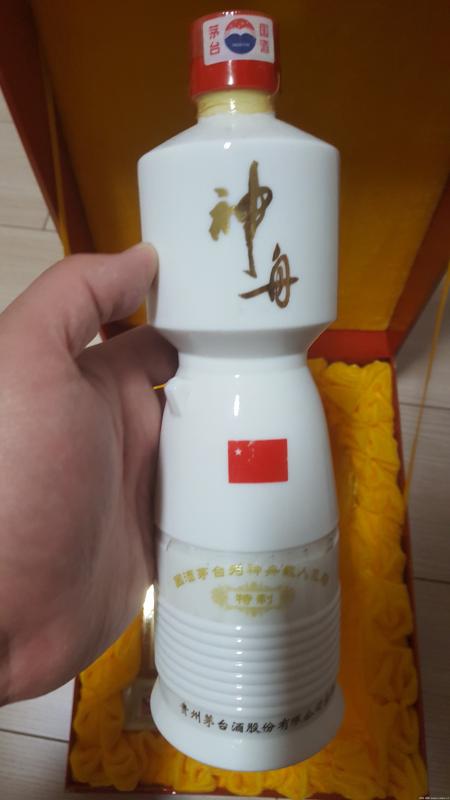 茅台 国酒
神舟
国酒茅台为神舟载人飞船
特制
贵州茅台酒股份有限公司